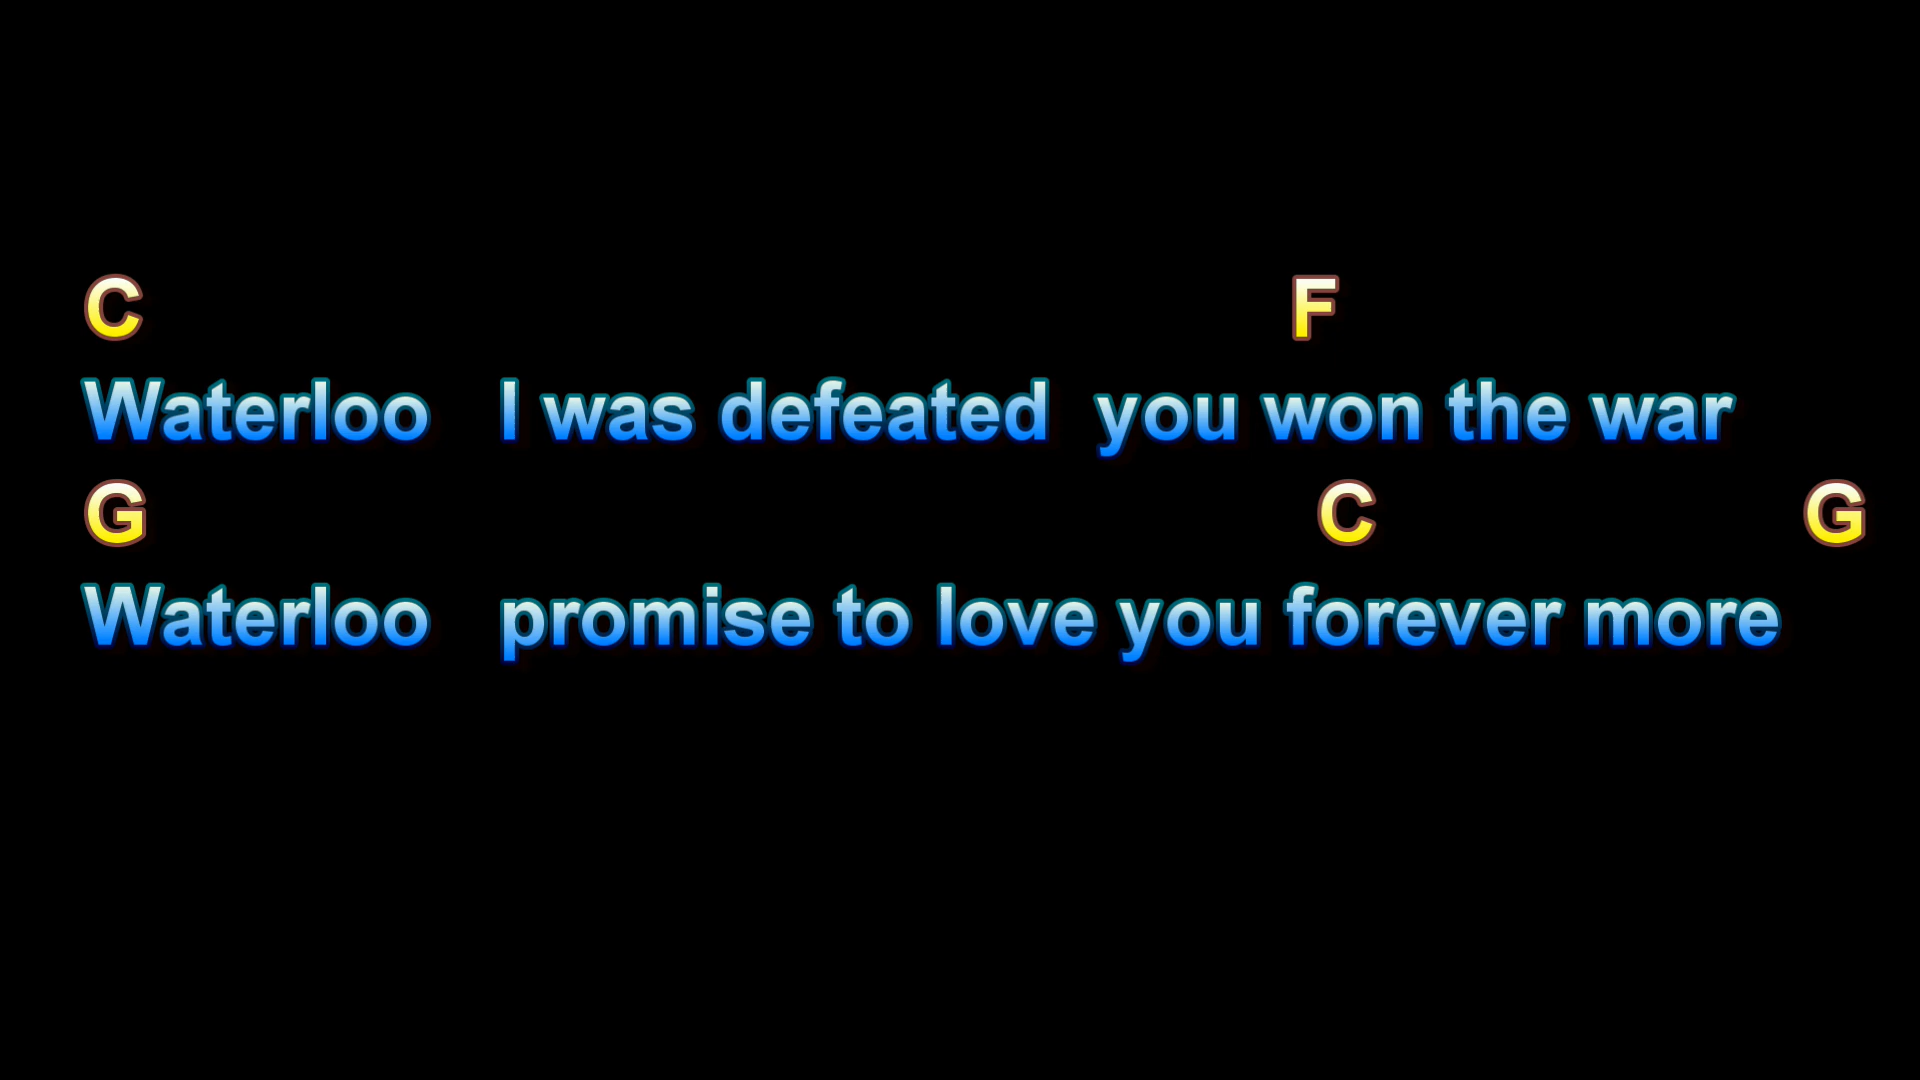 C F
Waterloo I was defeated you won the war
G C G
Waterloo promise to love you forever more